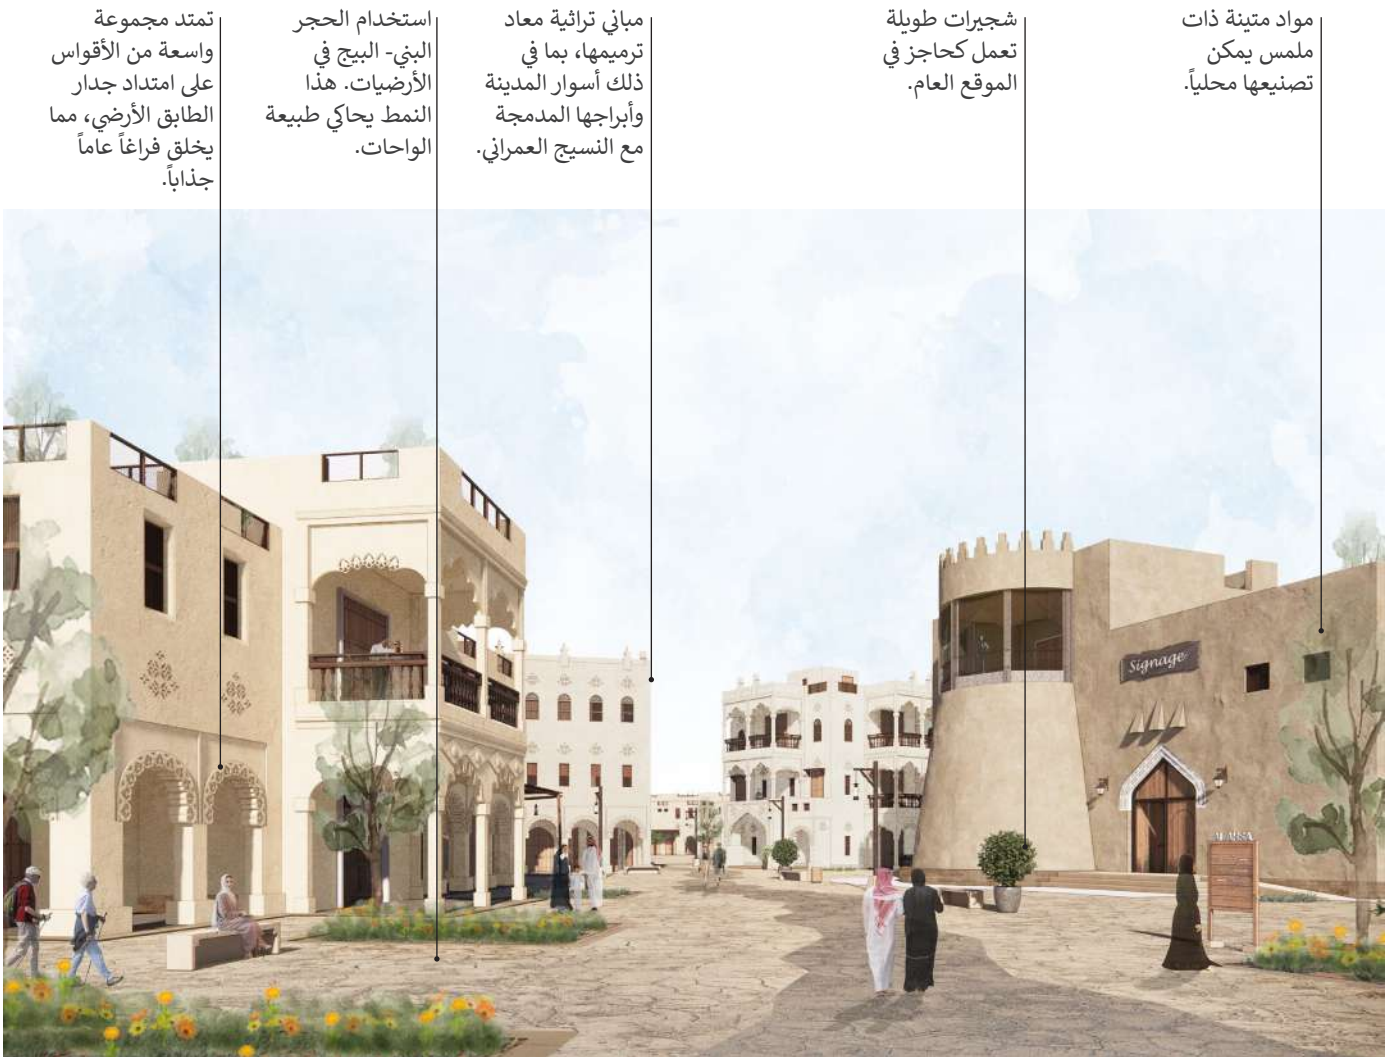 مواد متينة ذات
ملمس يمكن
تصنيعها محلياً.
شجيرات طويلة
تعمل كحاجز في
الموقع العام.
مباني تراثية معاد
ترميمها، بما في
ذلك أسوار المدينة
وأبراجها المدمجة
مع النسيج العمراني.
استخدام الحجر
البني- البيج في
الأرضيات. هذا
النمط يحاكي طبيعة
الواحات.
تمتد مجموعة
واسعة من الأقواس
على امتداد جدار
الطابق الأرضي، مما
يخلق فراغاً عاماً
جذاباً.
Signage